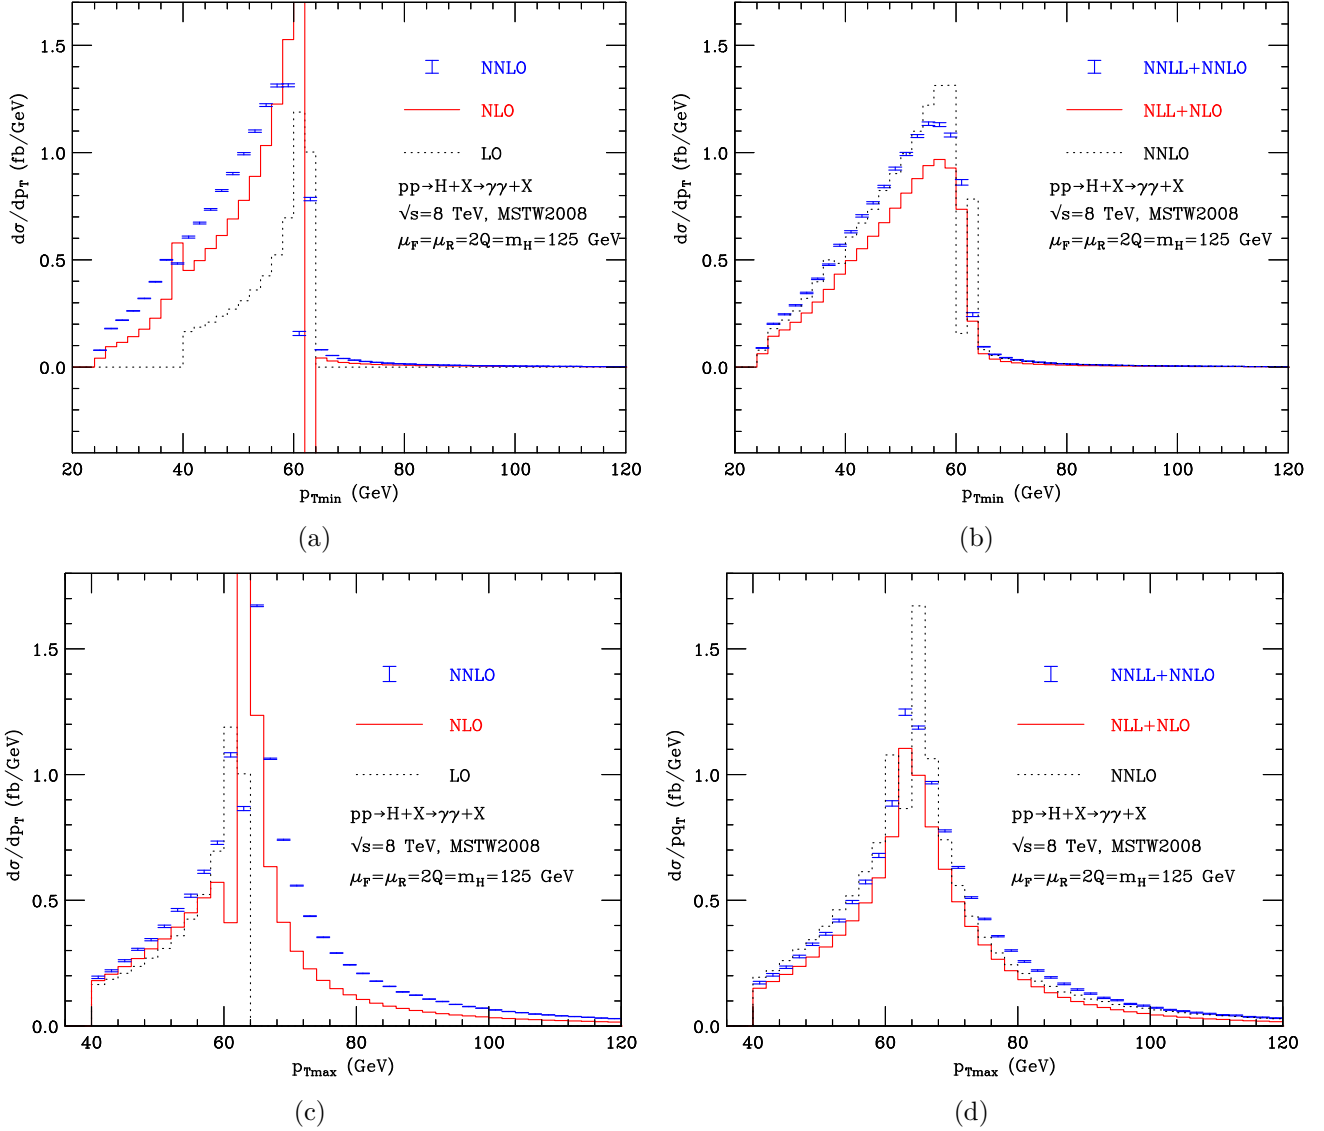 1.5
1.0
0.5
0.0
dσ/dp_T (fb/GeV)
NNLO
NLO
LO
pp→H+X→γγ+X
√s=8 TeV, MSTW2008
μ_F=μ_R=2Q=m_H=125 GeV
20 40 60 80 100 120
p_Tmin (GeV)
(a)
1.5
1.0
0.5
0.0
dσ/dp_T (fb/GeV)
NNLL+NNLO
NLL+NLO
NNLO
pp→H+X→γγ+X
√s=8 TeV, MSTW2008
μ_F=μ_R=2Q=m_H=125 GeV
20 40 60 80 100 120
p_Tmin (GeV)
(b)
1.5
1.0
0.5
0.0
dσ/dp_T (fb/GeV)
NNLO
NLO
LO
pp→H+X→γγ+X
√s=8 TeV, MSTW2008
μ_F=μ_R=2Q=m_H=125 GeV
40 60 80 100 120
p_Tmax (GeV)
(c)
1.5
1.0
0.5
0.0
dσ/pq_T (fb/GeV)
NNLL+NNLO
NLL+NLO
NNLO
pp→H+X→γγ+X
√s=8 TeV, MSTW2008
μ_F=μ_R=2Q=m_H=125 GeV
40 60 80 100 120
p_Tmax (GeV)
(d)